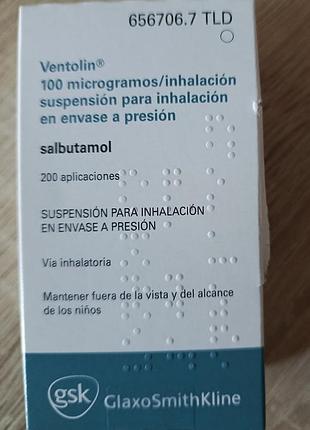 656706.7 TLD
Ventolin®
100 microgramos/inhalación
suspensión para inhalación
en envase a presión
salbutamol
200 aplicaciones
SUSPENSIÓN PARA INHALACIÓN
EN ENVASE A PRESIÓN
Via inhalatoria
Mantener fuera de la vista y del alcance
de los niños
gsk GlaxoSmithKline